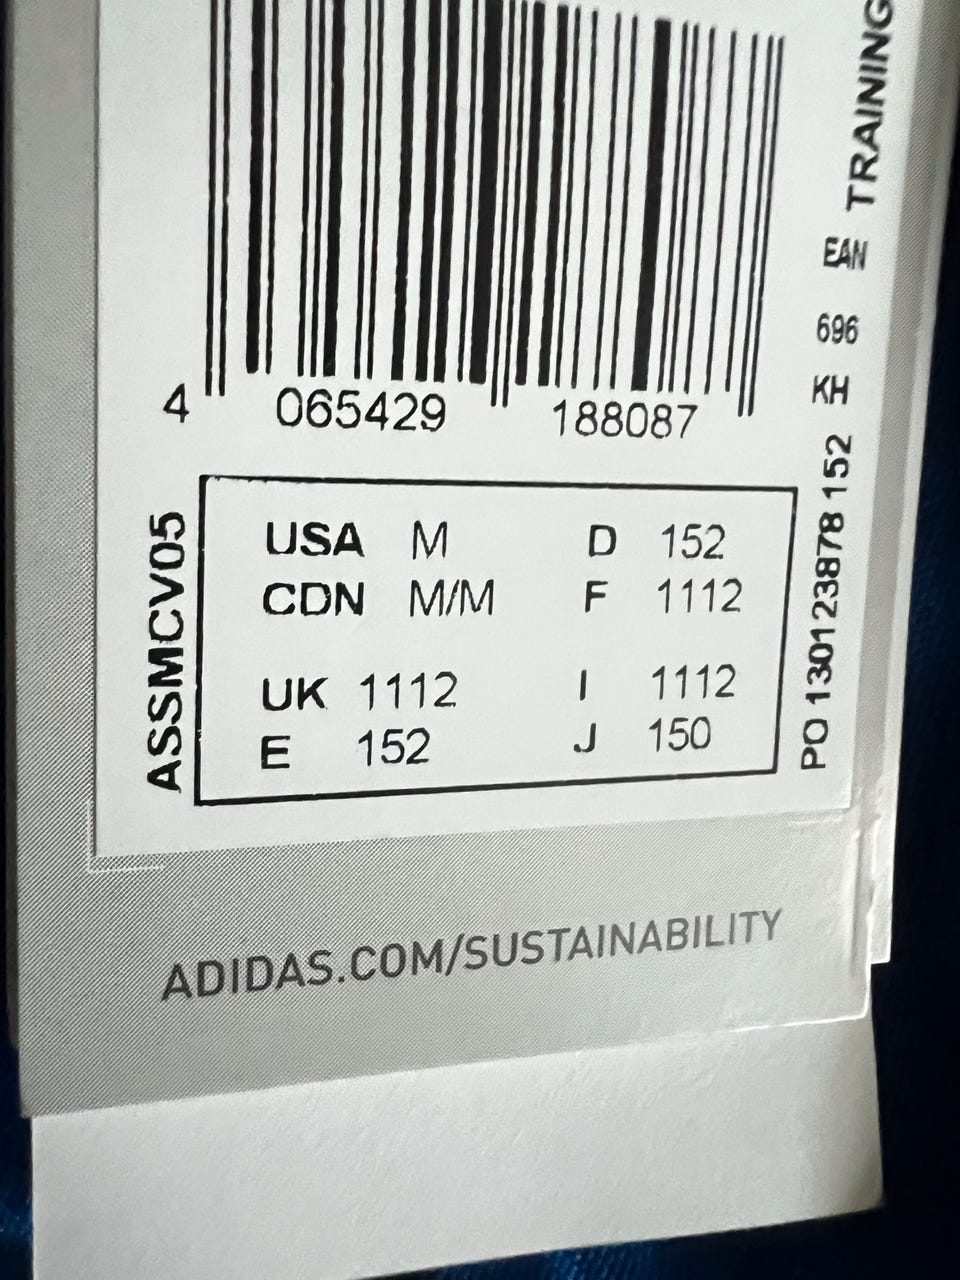 4 065429 188087
USA M D 152
CDN M/M F 1112
UK 1112 I 1112
E 152 J 150
ASSMCV05
PO 130123878 152 KH 696 EAN TRAINING
ADIDAS.COM/SUSTAINABILITY